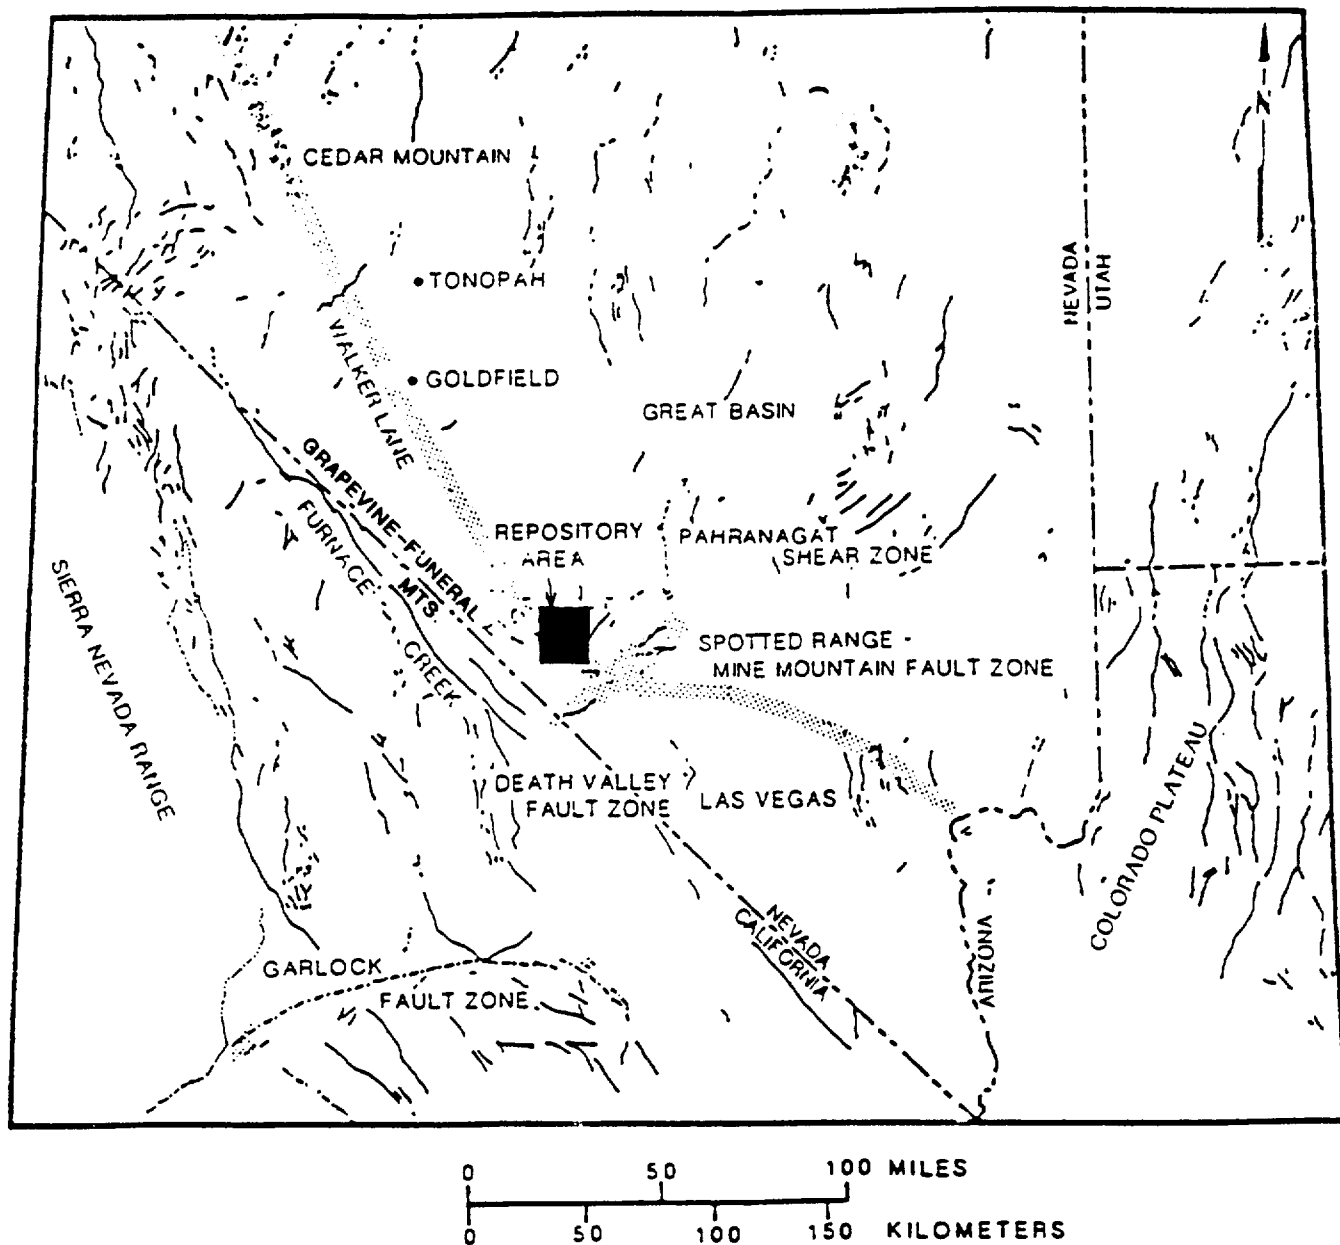 CEDAR MOUNTAIN
N
TONOPAH
NEVADA
UTAH
WALKER LANE
GOLDFIELD
GREAT BASIN
GRAPEVINE-FUNERAL
MTS.
FURNACE
CREEK
REPOSITORY
AREA
PAHRANAGAT
SHEAR ZONE
SIERRA NEVADA RANGE
SPOTTED RANGE -
MINE MOUNTAIN FAULT ZONE
DEATH VALLEY
FAULT ZONE
LAS VEGAS
COLORADO PLATEAU
NEVADA
CALIFORNIA
ARIZONA
GARLOCK
FAULT ZONE
0 50 100 MILES
0 50 100 150 KILOMETERS